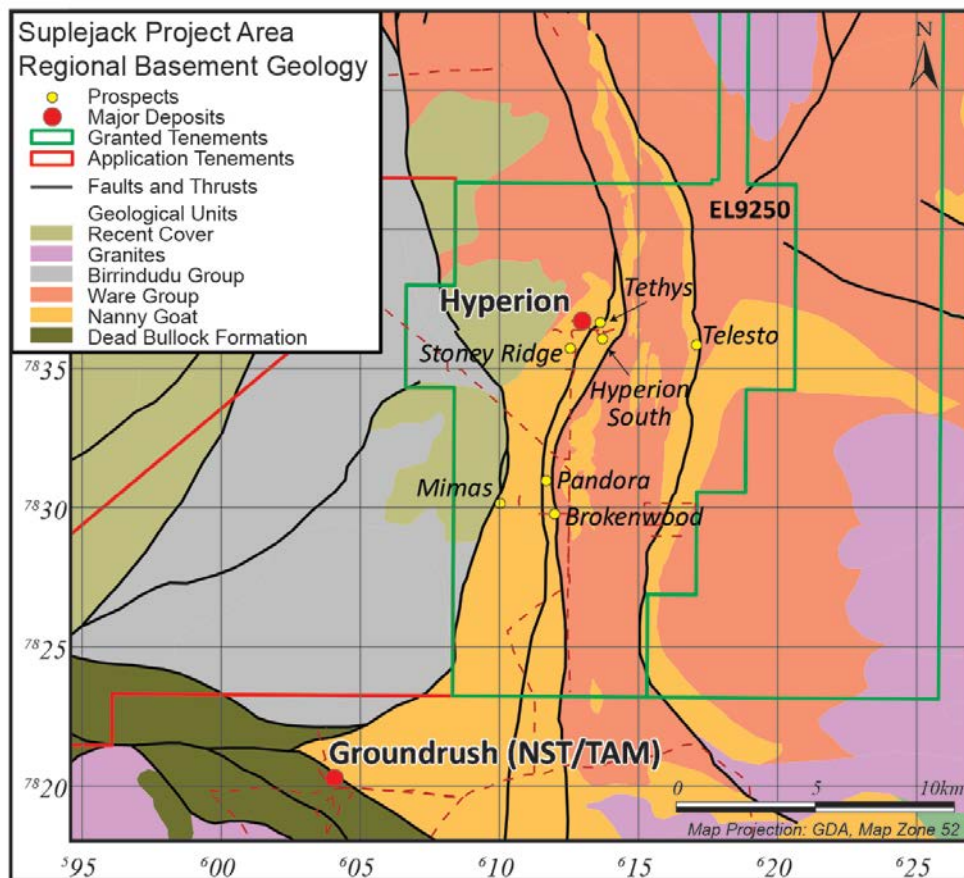 Suplejack Project Area
Regional Basement Geology
Prospects
Major Deposits
Granted Tenements
Application Tenements
Faults and Thrusts
Geological Units
Recent Cover
Granites
Birrindudu Group
Ware Group
Nanny Goat
Dead Bullock Formation
N
EL9250
Hyperion
Tethys
Stoney Ridge
Telesto
Hyperion
South
Mimas
Pandora
Brokenwood
Groundrush (NST/TAM)
7835
7830
7825
7820
0 5 10km
Map Projection: GDA, Map Zone 52
595 600 605 610 615 620 625